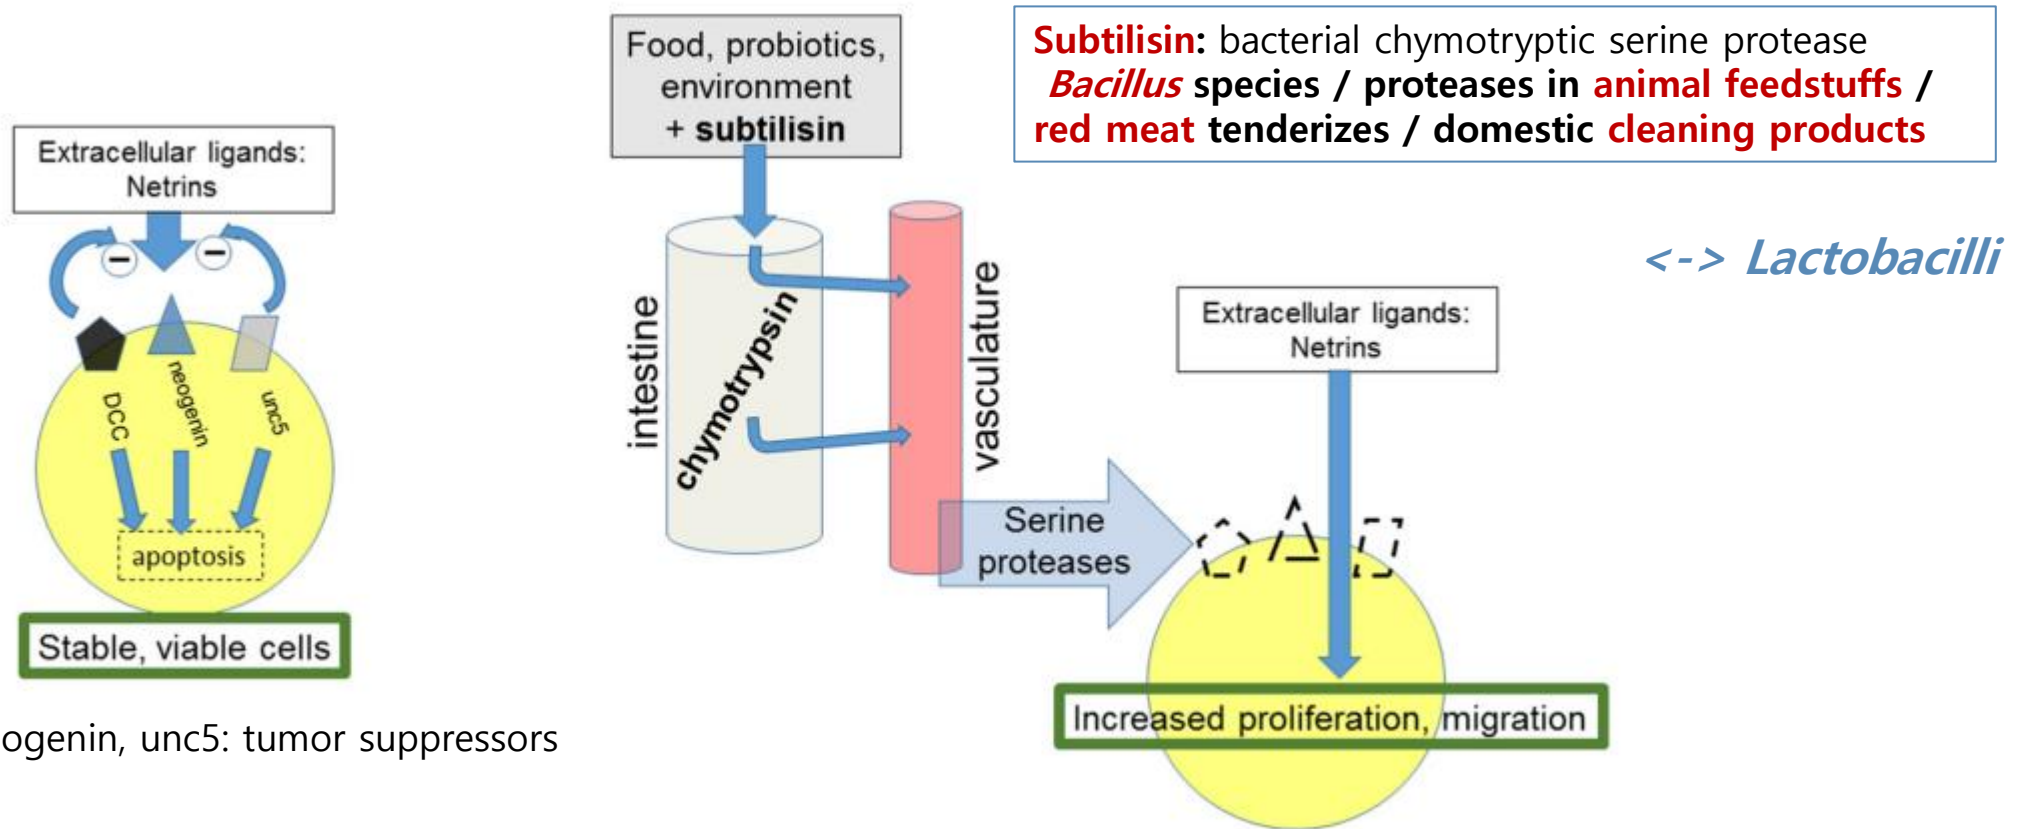 Extracellular ligands:
Netrins
−
−
DCC
neogenin
unc5
apoptosis
Stable, viable cells
ogenin, unc5: tumor suppressors
Food, probiotics,
environment
+ subtilisin
intestine
chymotrypsin
vasculature
Serine
proteases
Subtilisin: bacterial chymotryptic serine protease
Bacillus species / proteases in animal feedstuffs /
red meat tenderizes / domestic cleaning products
<-> Lactobacilli
Extracellular ligands:
Netrins
Increased proliferation, migration